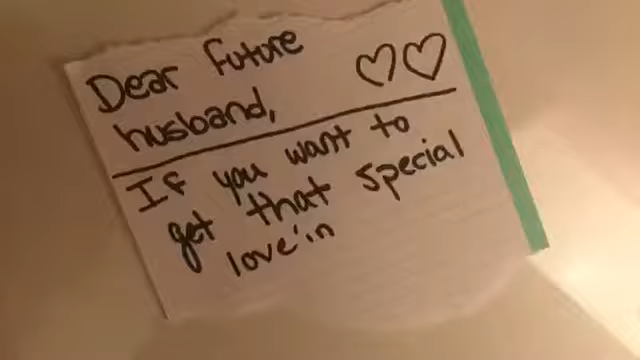 Dear future
husband,
If you want to
get that special
love'in